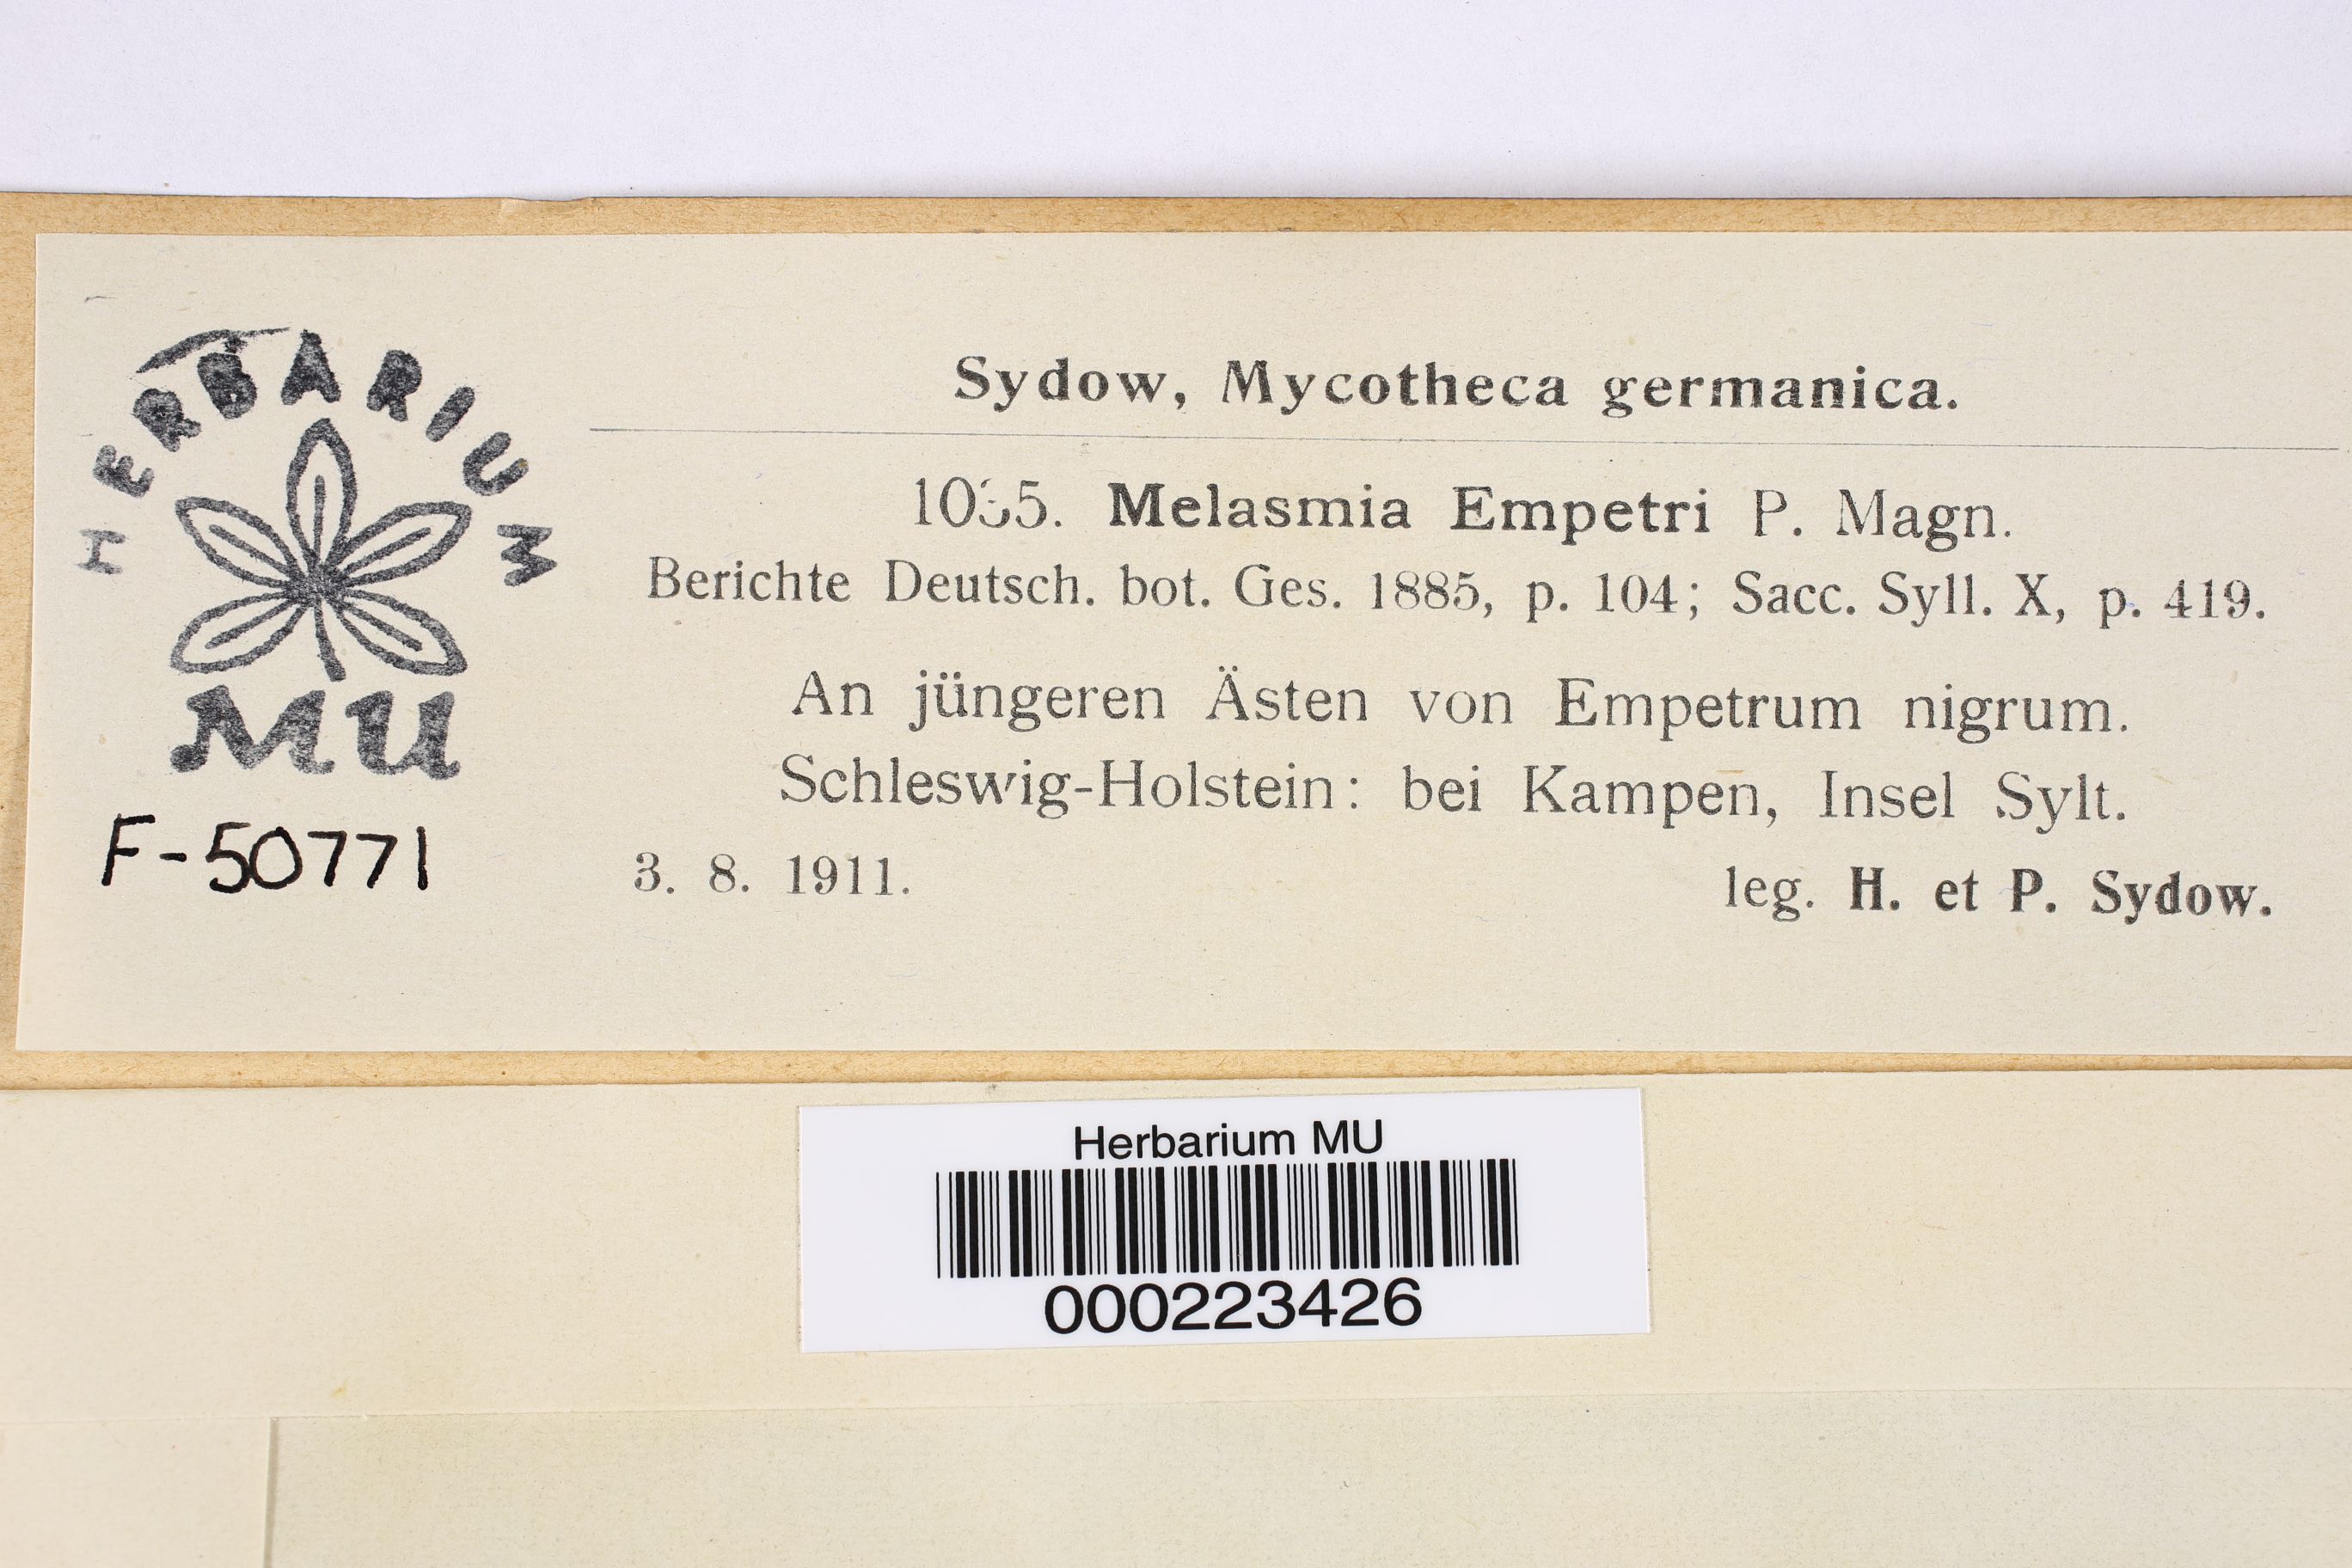 HERBARIUM
MU
F-50771
Sydow, Mycotheca germanica.
1035. Melasmia Empetri P. Magn.
Berichte Deutsch. bot. Ges. 1885, p. 104; Sacc. Syll. X, p. 419.
An jüngeren Ästen von Empetrum nigrum.
Schleswig-Holstein: bei Kampen, Insel Sylt.
3. 8. 1911. leg. H. et P. Sydow.
Herbarium MU
000223426